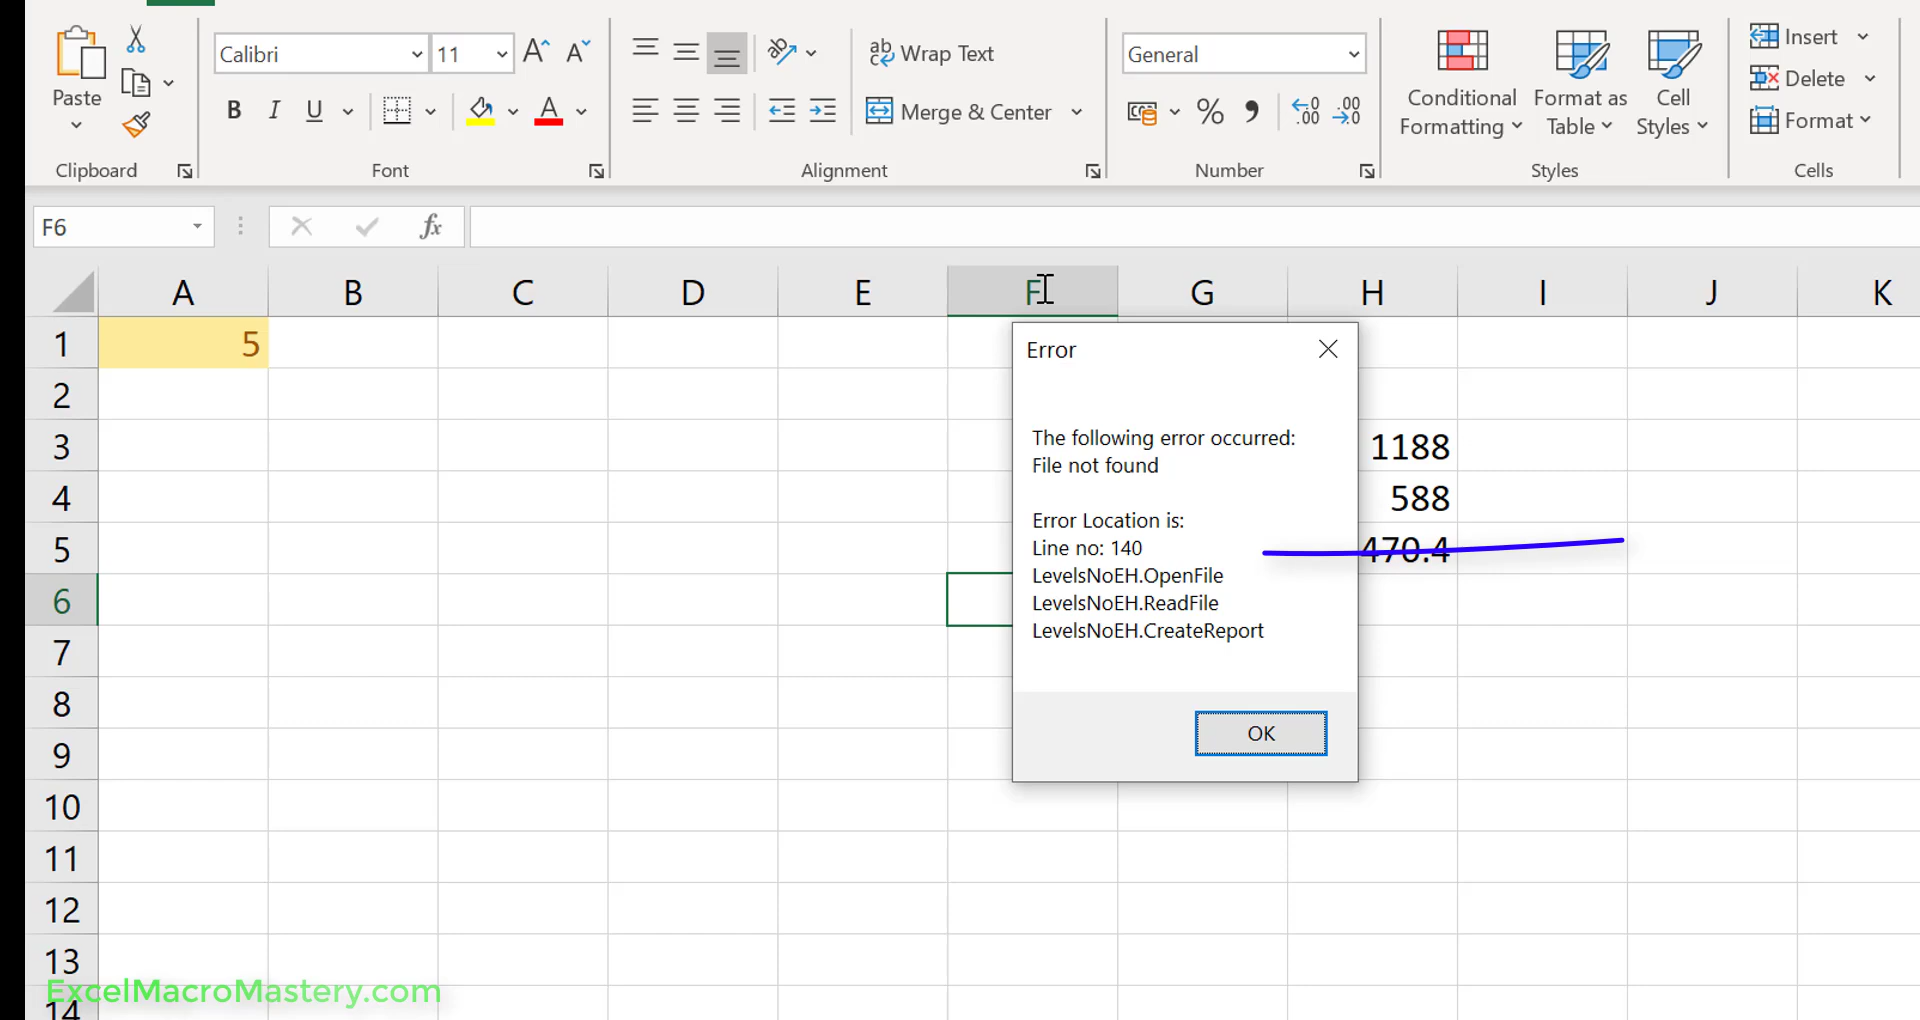 Paste
Clipboard
Calibri
11
A A
B I U
A
Font
ab Wrap Text
Merge & Center
Alignment
General
% , .00 .00
Number
Conditional Formatting
Format as Table
Cell Styles
Styles
Insert
Delete
Format
Cells
F6
fx
A B C D E F G H I J K
1 5
2
3 1188
4 588
5 470.4
6
7
8
9
10
11
12
13
14
Error
The following error occurred:
File not found
Error Location is:
Line no: 140
LevelsNoEH.OpenFile
LevelsNoEH.ReadFile
LevelsNoEH.CreateReport
OK
ExcelMacroMastery.com